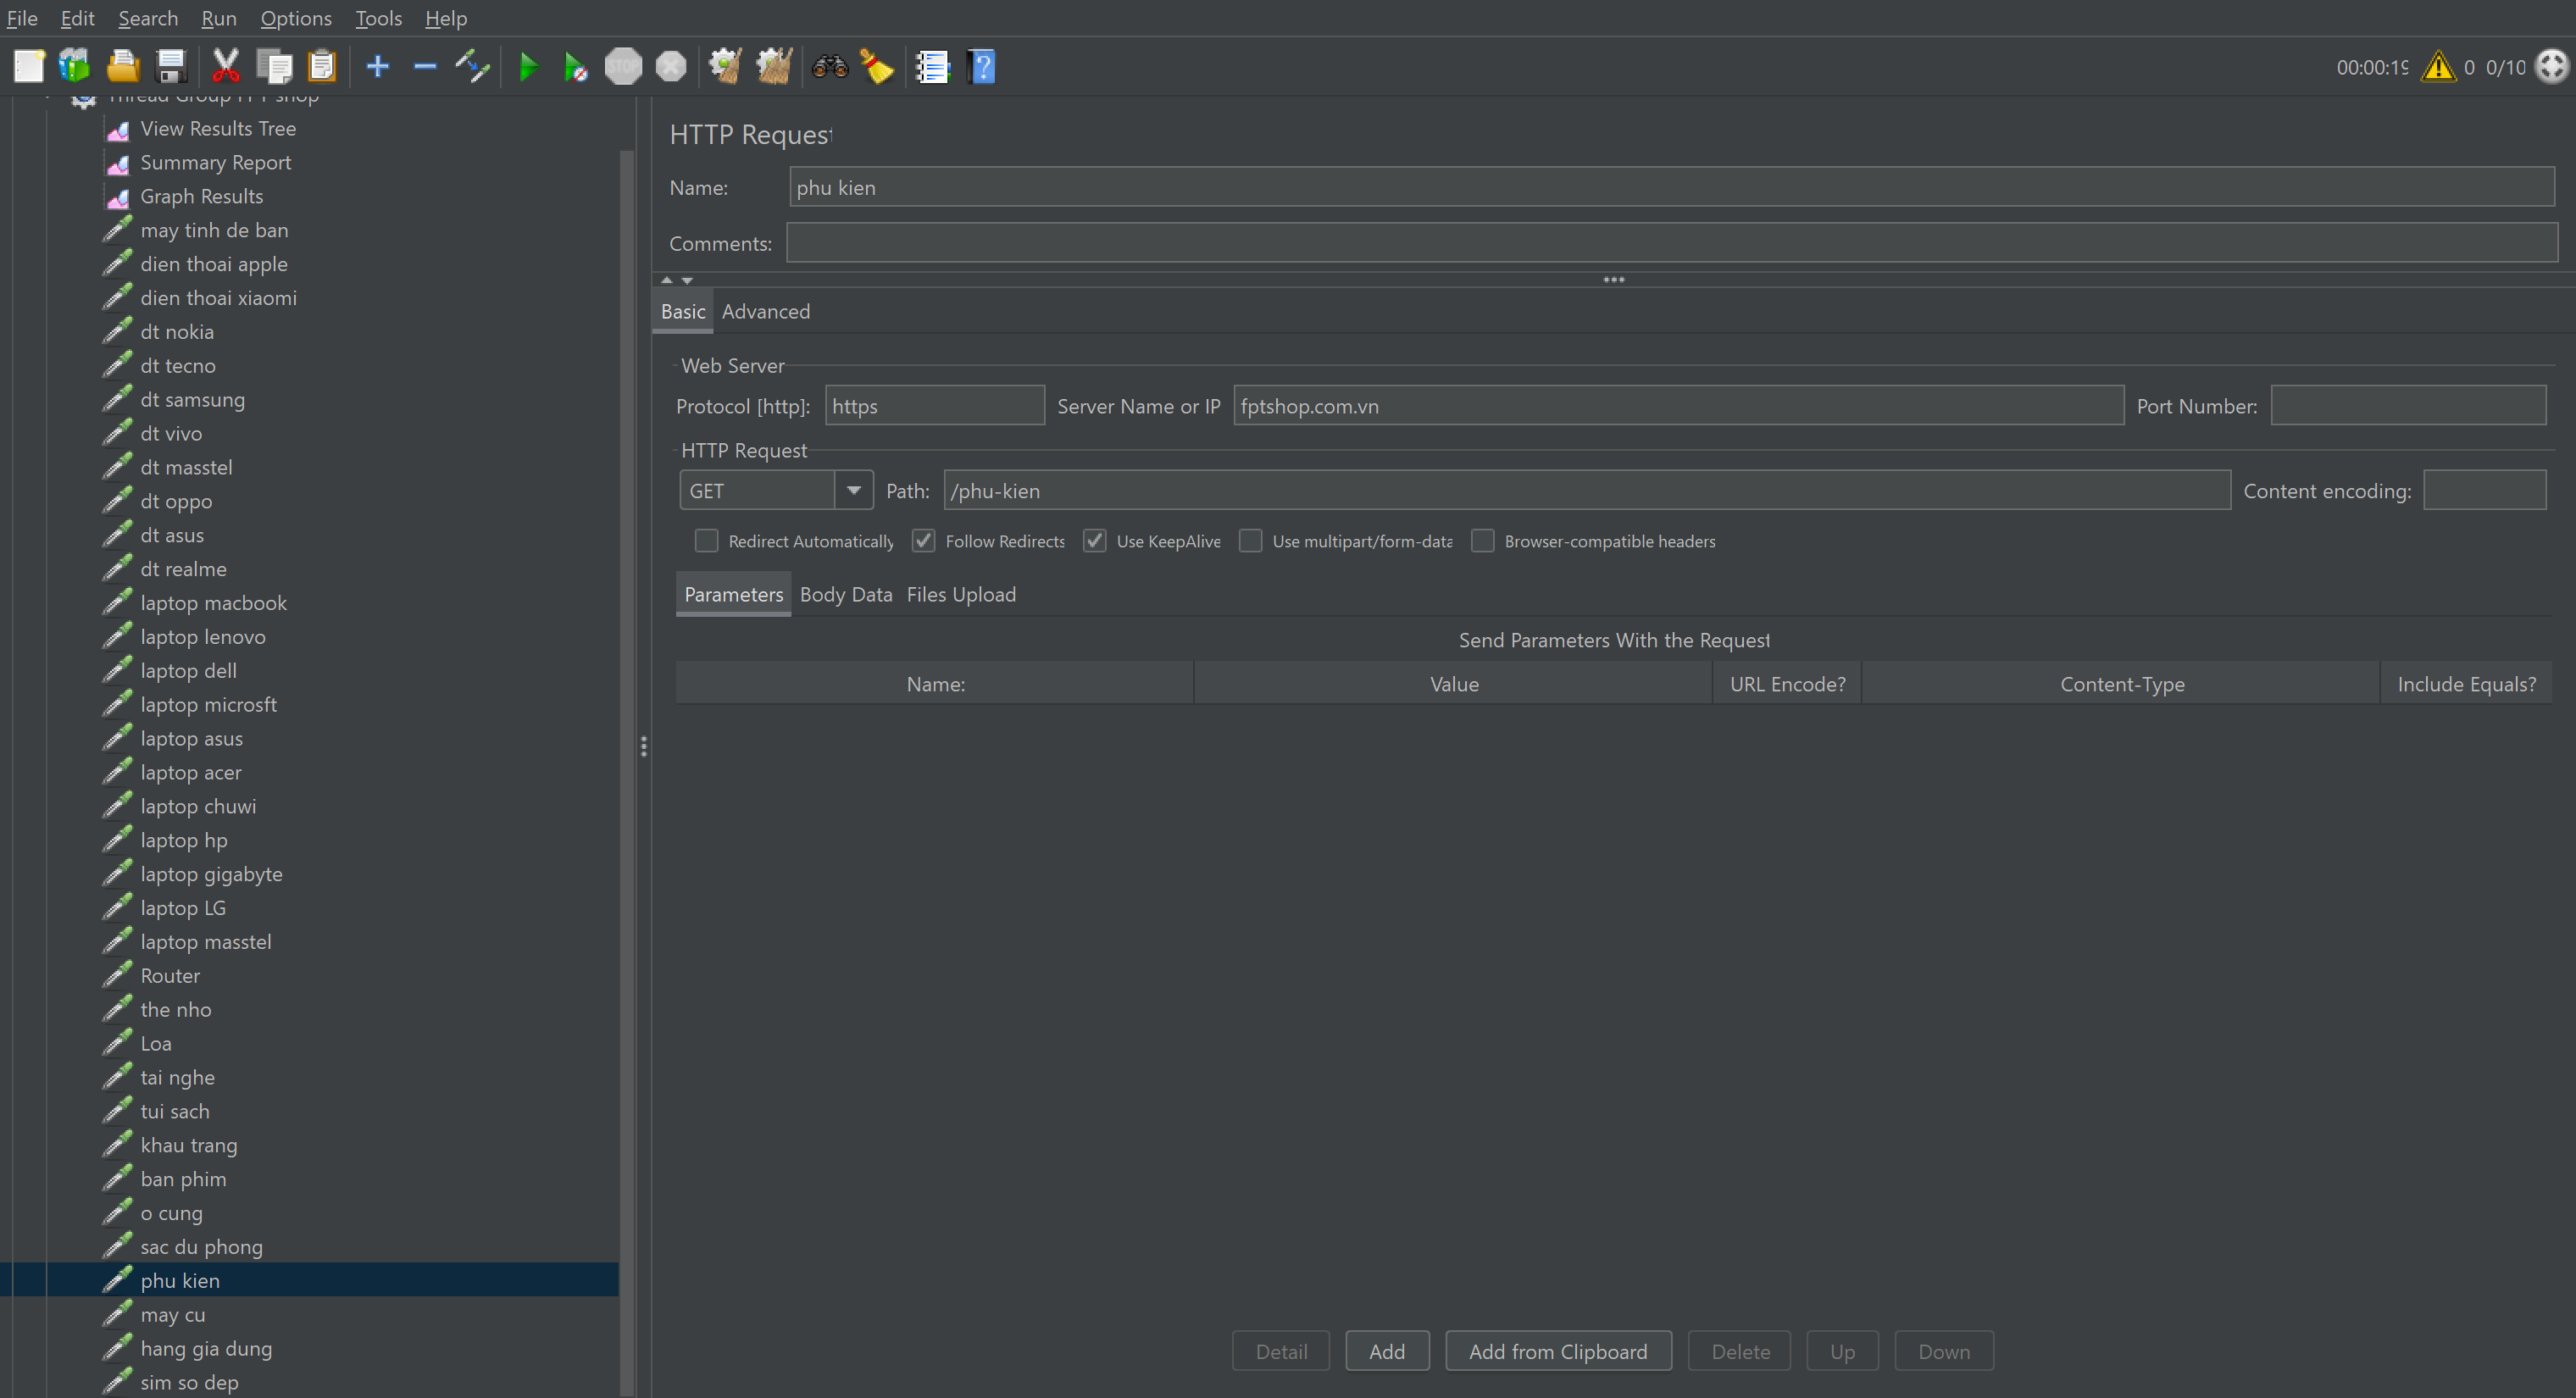 File Edit Search Run Options Tools Help
STOP
?
00:00:19 0 0/10
Thread Group FPT shop
View Results Tree
Summary Report
Graph Results
may tinh de ban
dien thoai apple
dien thoai xiaomi
dt nokia
dt tecno
dt samsung
dt vivo
dt masstel
dt oppo
dt asus
dt realme
laptop macbook
laptop lenovo
laptop dell
laptop microsft
laptop asus
laptop acer
laptop chuwi
laptop hp
laptop gigabyte
laptop LG
laptop masstel
Router
the nho
Loa
tai nghe
tui sach
khau trang
ban phim
o cung
sac du phong
phu kien
may cu
hang gia dung
sim so dep
HTTP Request
Name: phu kien
Comments:
Basic Advanced
Web Server
Protocol [http]: https Server Name or IP fptshop.com.vn Port Number:
HTTP Request
GET Path: /phu-kien Content encoding:
Redirect Automatically Follow Redirects Use KeepAlive Use multipart/form-data Browser-compatible headers
Parameters Body Data Files Upload
Send Parameters With the Request
Name: Value URL Encode? Content-Type Include Equals?
Detail Add Add from Clipboard Delete Up Down